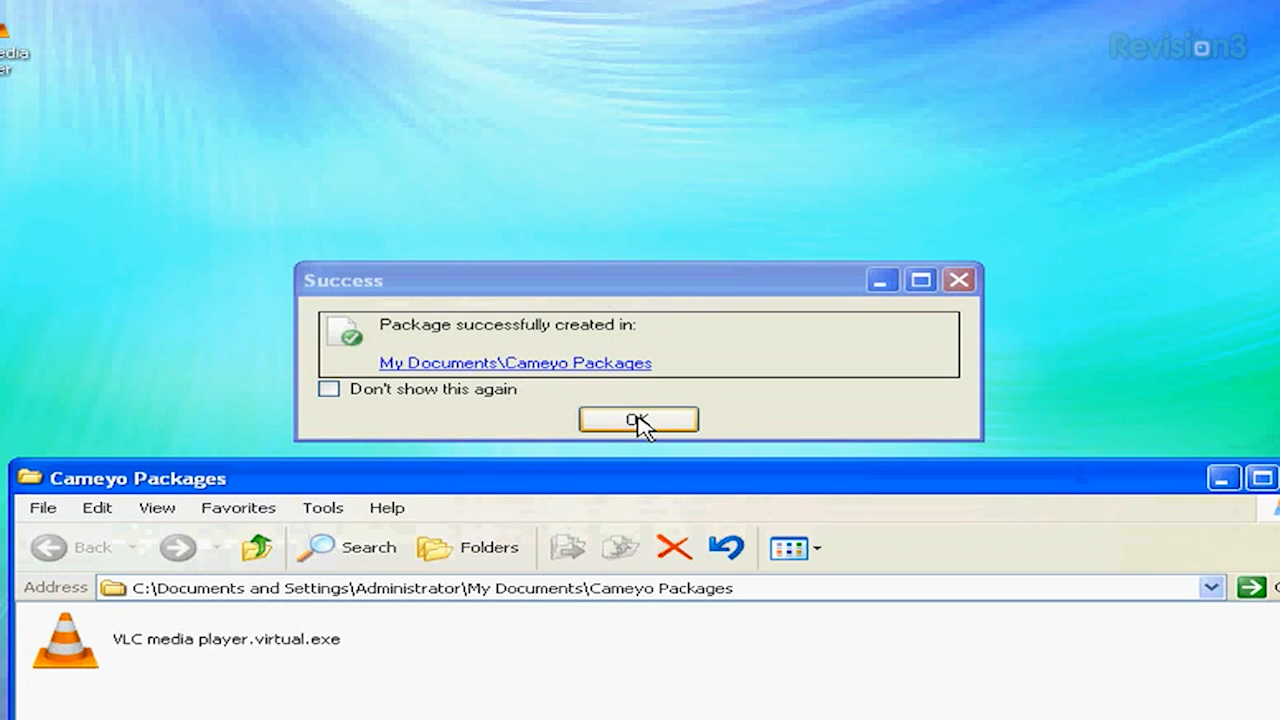 Revision3
Success
Package successfully created in:
My Documents\Cameyo Packages
Don't show this again
Cameyo Packages
File Edit View Favorites Tools Help
Back Search Folders
Address C:\Documents and Settings\Administrator\My Documents\Cameyo Packages
VLC media player.virtual.exe